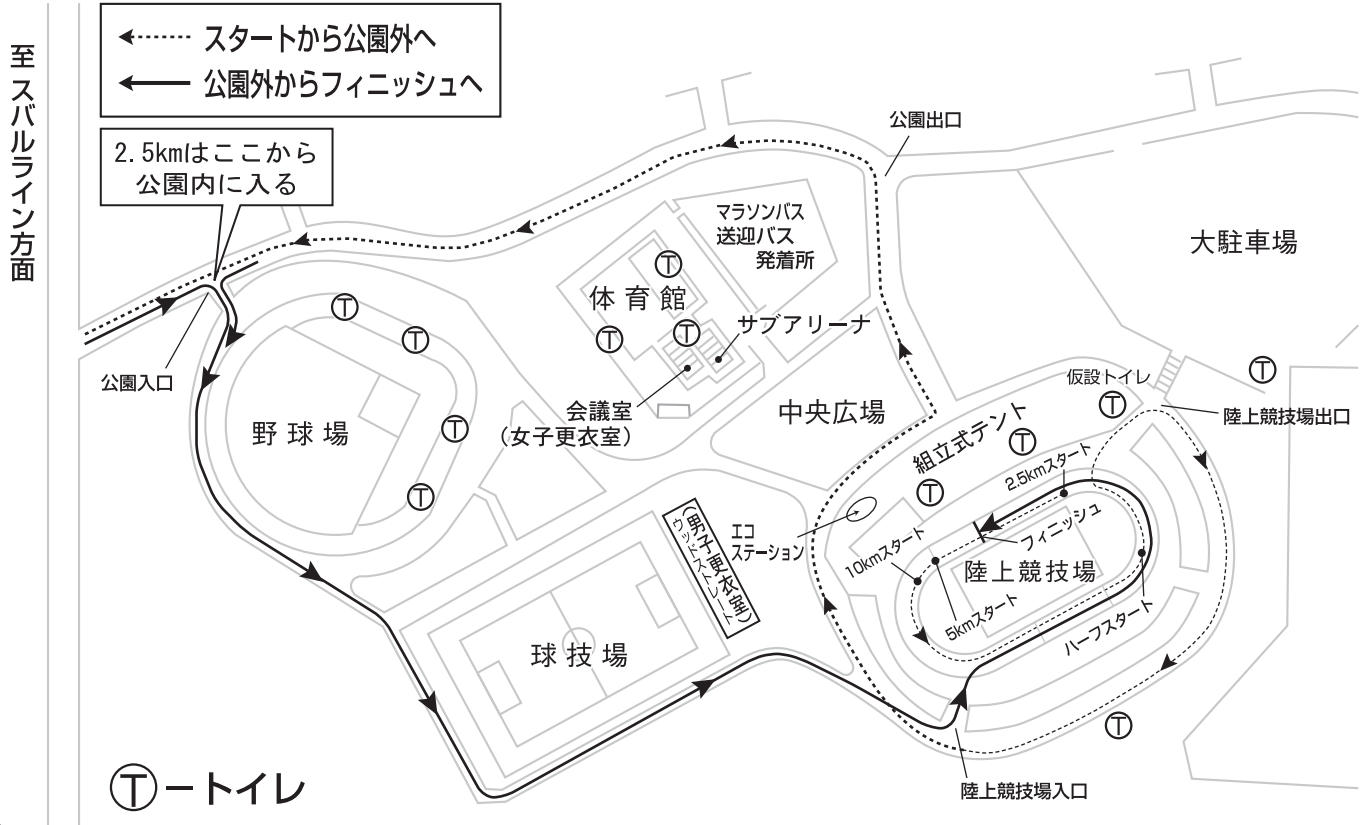 至 スバルライン方面
スタートから公園外へ
公園外からフィニッシュへ
2.5kmはここから
公園内に入る
公園出口
マラソンバス
送迎バス
発着所
大駐車場
T
体育館
T
T
T
サブアリーナ
公園入口
会議室
(女子更衣室)
中央広場
野球場
T
T
T
T
仮設トイレ
T
T
陸上競技場出口
組立式テント
T
T
2.5kmスタート
エコ
ステーション
(男子更衣室)
ウッドストレート
フィニッシュ
10kmスタート
陸上競技場
5kmスタート
ハーフスタート
球技場
T
陸上競技場入口
Tートイレ